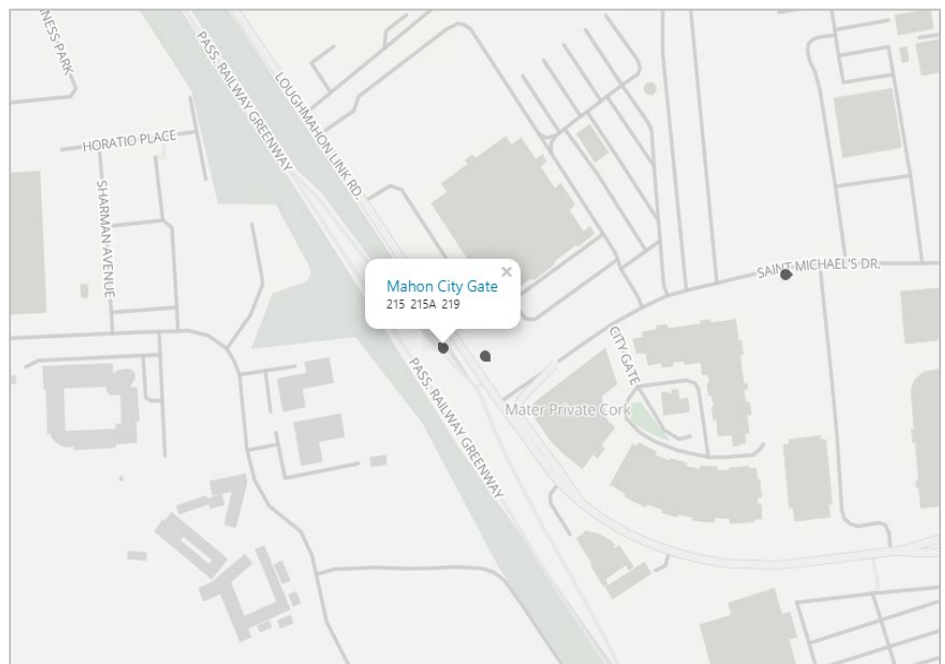 NESS PARK
PASS. RAILWAY GREENWAY
LOUGHMAHON LINK RD.
HORATIO PLACE
SHARMAN AVENUE
SAINT MICHAEL'S DR.
×
Mahon City Gate
215 215A 219
CITY GATE
PASS. RAILWAY GREENWAY
Mater Private Cork